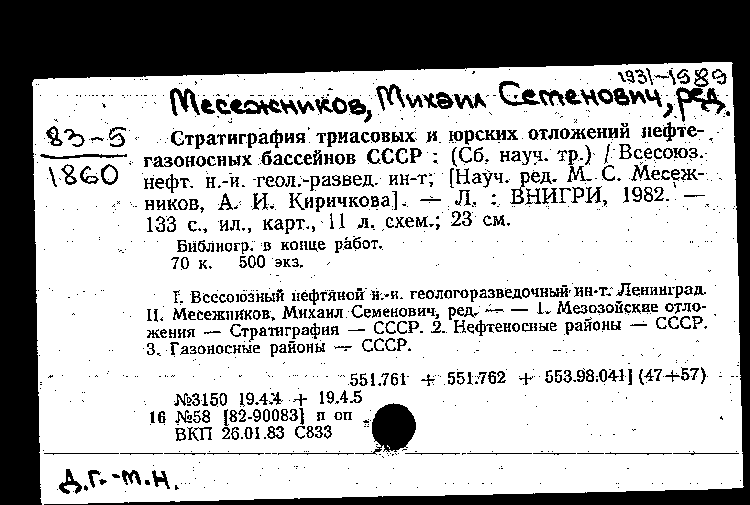 1931-1989
Месежников, Михаил Семенович, ред.
83-5
1860
Стратиграфия триасовых и юрских отложений нефте-
газоносных бассейнов СССР : (Сб. науч. тр.) / Всесоюз.
нефт. н.-и. геол.-развед. ин-т; [Науч. ред. М. С. Месеж-
ников, А. И. Киричкова]. — Л. : ВНИГРИ, 1982. —
133 с., ил., карт., 11 л. схем.; 23 см.
Библиогр. в конце работ.
70 к. 500 экз.
I. Всесоюзный нефтяной н.-и. геологоразведочный ин-т. Ленинград.
II. Месежников, Михаил Семенович, ред. — — 1. Мезозойские отло-
жения — Стратиграфия — СССР. 2. Нефтеносные районы — СССР.
3. Газоносные районы — СССР.
551.761 + 551.762 + 553.98.041] (47+57)
№3150 19.4.4 + 19.4.5
16 №58 [82-90083] п оп
ВКП 26.01.83 С833
Д.Г.-М.Н.